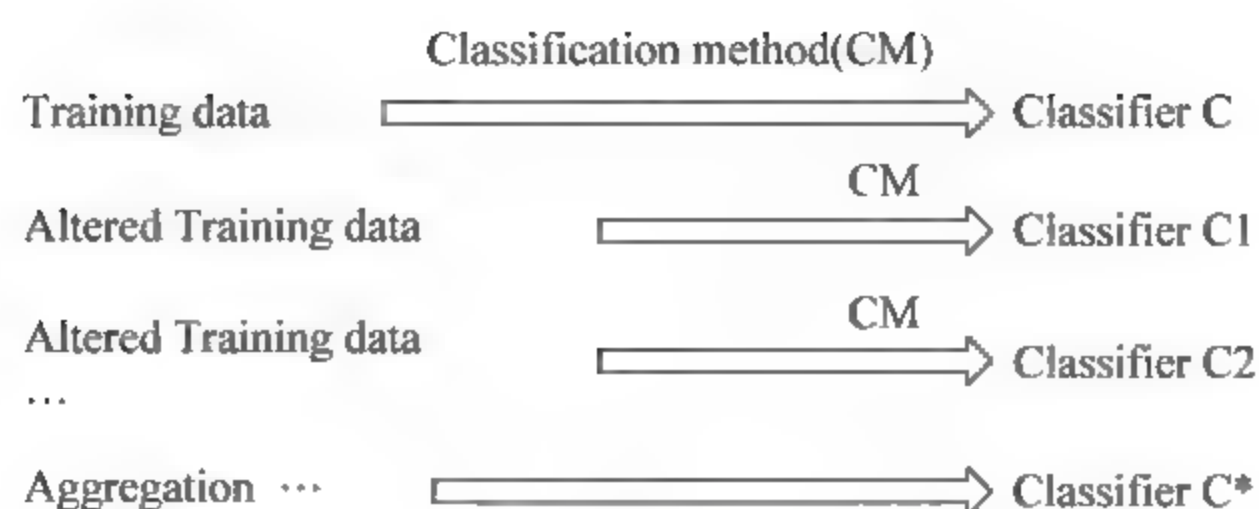 Classification method(CM)
Training data Classifier C
CM
Altered Training data Classifier C1
CM
Altered Training data Classifier C2
...
Aggregation ... Classifier C*